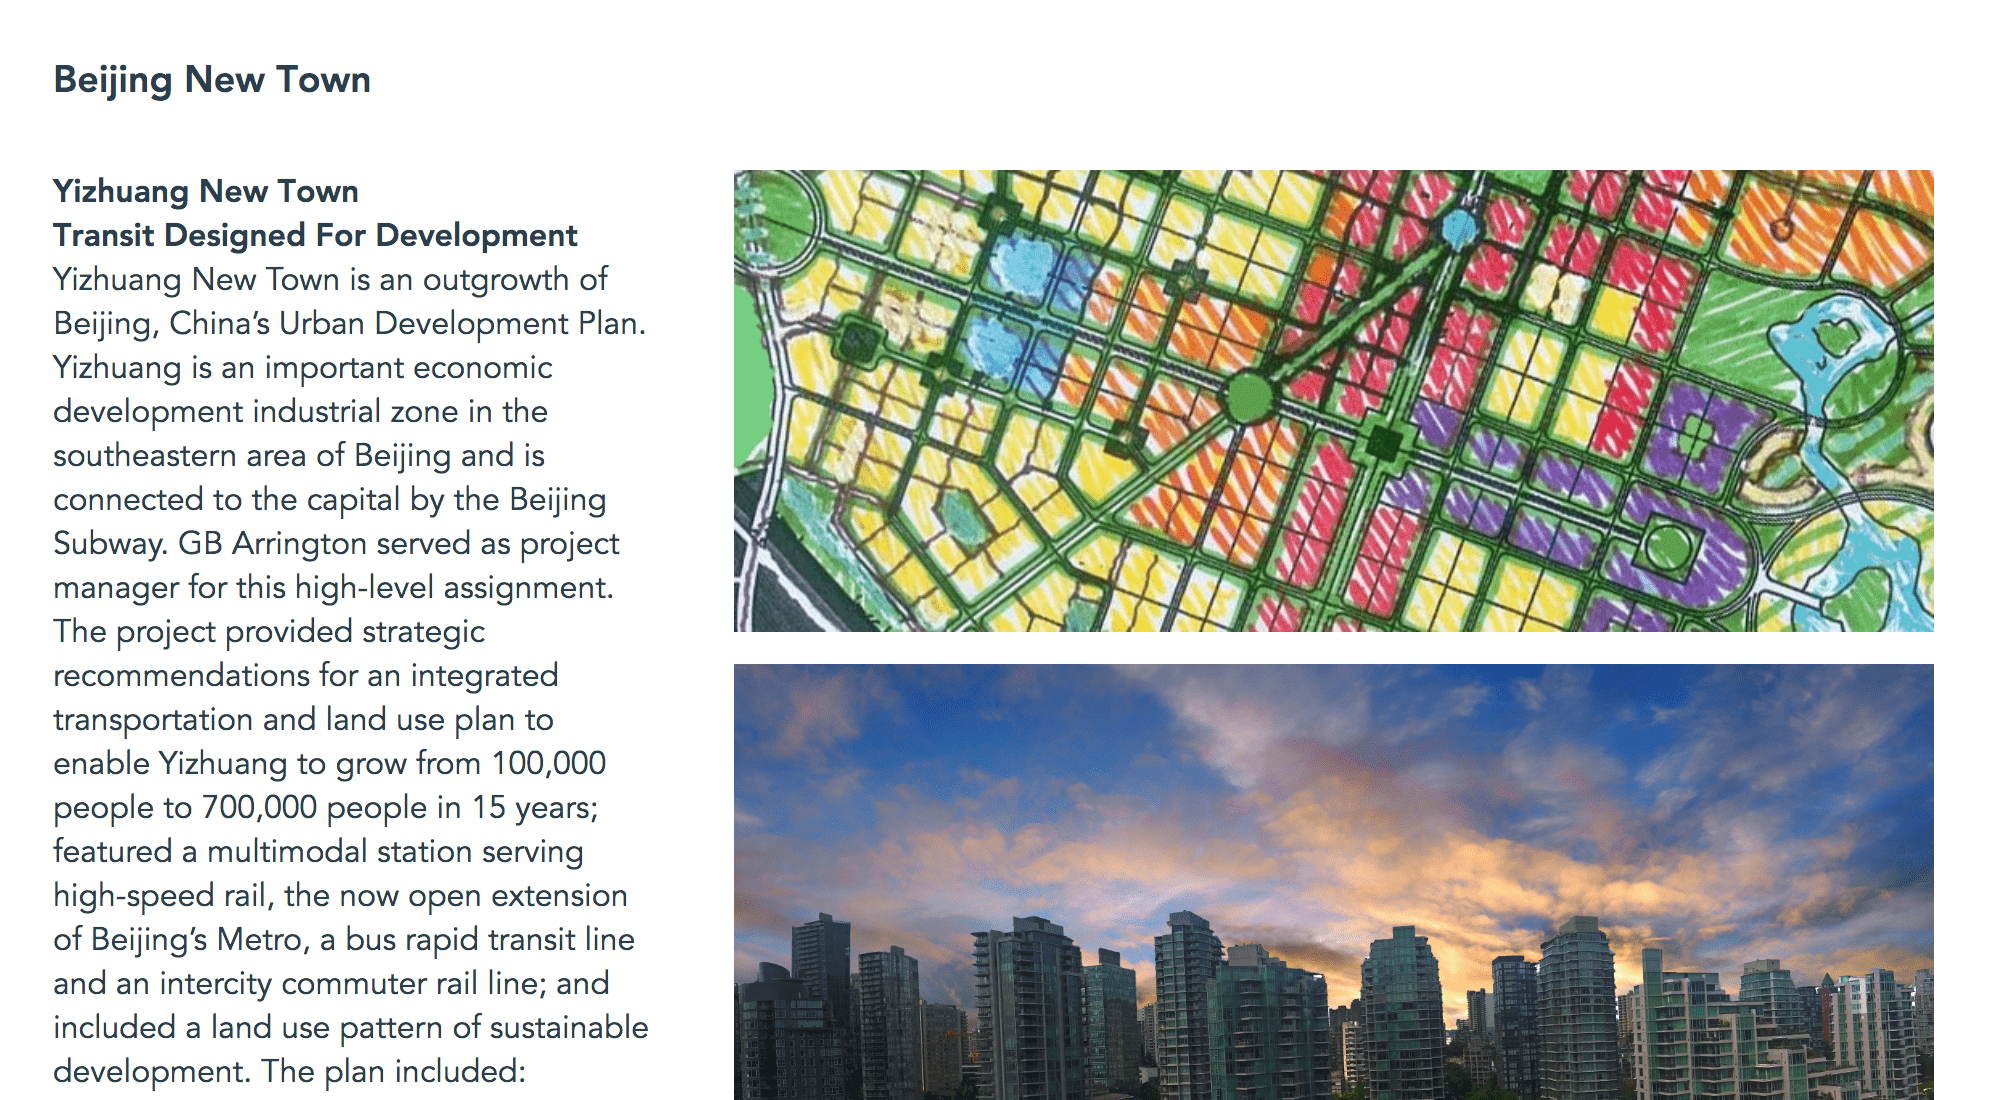 Beijing New Town
Yizhuang New Town
Transit Designed For Development
Yizhuang New Town is an outgrowth of
Beijing, China’s Urban Development Plan.
Yizhuang is an important economic
development industrial zone in the
southeastern area of Beijing and is
connected to the capital by the Beijing
Subway. GB Arrington served as project
manager for this high-level assignment.
The project provided strategic
recommendations for an integrated
transportation and land use plan to
enable Yizhuang to grow from 100,000
people to 700,000 people in 15 years;
featured a multimodal station serving
high-speed rail, the now open extension
of Beijing’s Metro, a bus rapid transit line
and an intercity commuter rail line; and
included a land use pattern of sustainable
development. The plan included: